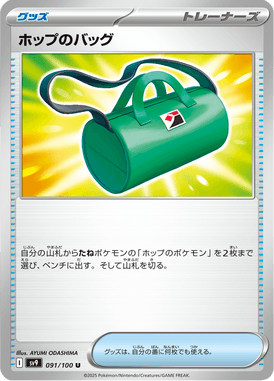 グッズ
トレーナーズ
ホップのバッグ
自分の山札からたねポケモンの「ホップのポケモン」を2枚まで
選び、ベンチに出す。そして山札を切る。
Illus. AYUMI ODASHIMA
I SV9 091/100 U
グッズは、自分の番に何枚でも使える。
©2025 Pokémon/Nintendo/Creatures/GAME FREAK.